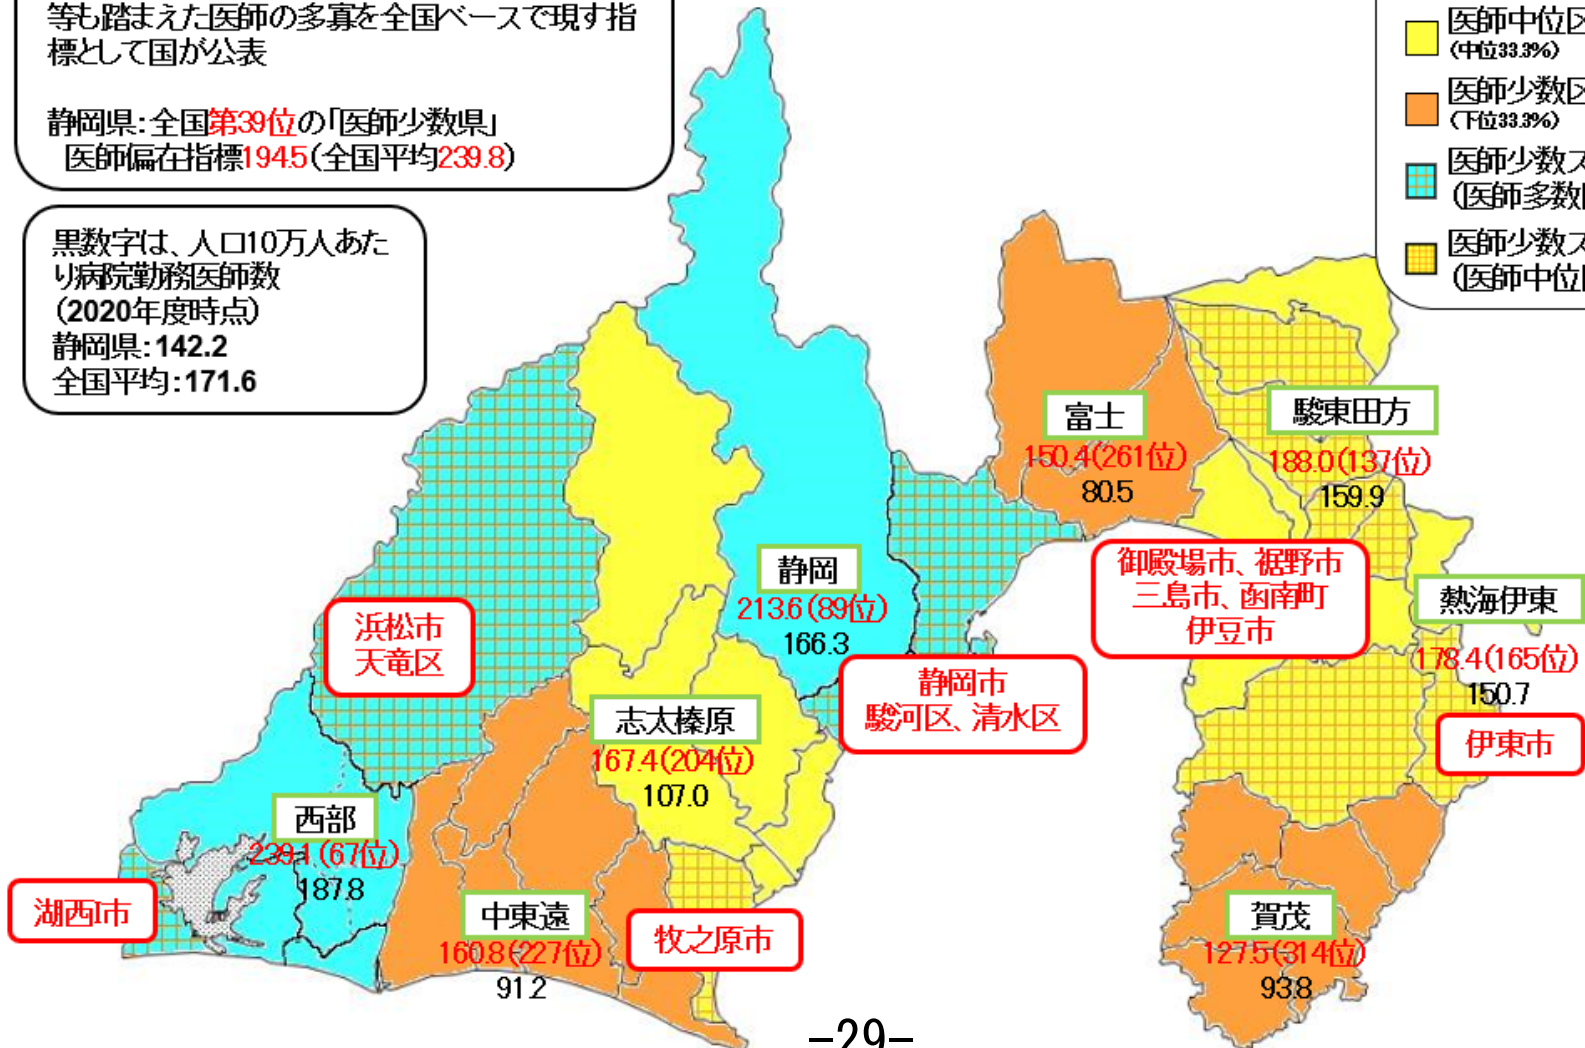 等も踏まえた医師の多寡を全国ベースで現す指
標として国が公表
静岡県:全国第39位の「医師少数県」
医師偏在指標194.5(全国平均239.8)
黒数字は、人口10万人あた
り病院勤務医師数
(2020年度時点)
静岡県:142.2
全国平均:171.6
医師中位区
(中位33.3%)
医師少数区
(下位33.3%)
医師少数ス
(医師多数
医師少数ス
(医師中位
富士
150.4(261位)
80.5
駿東田方
188.0(137位)
159.9
静岡
213.6(89位)
166.3
御殿場市、裾野市
三島市、函南町
伊豆市
熱海伊東
178.4(165位)
150.7
伊東市
浜松市
天竜区
静岡市
駿河区、清水区
志太榛原
167.4(204位)
107.0
西部
239.1(67位)
187.8
湖西市
中東遠
160.8(227位)
91.2
牧之原市
賀茂
127.5(314位)
93.8
-29-